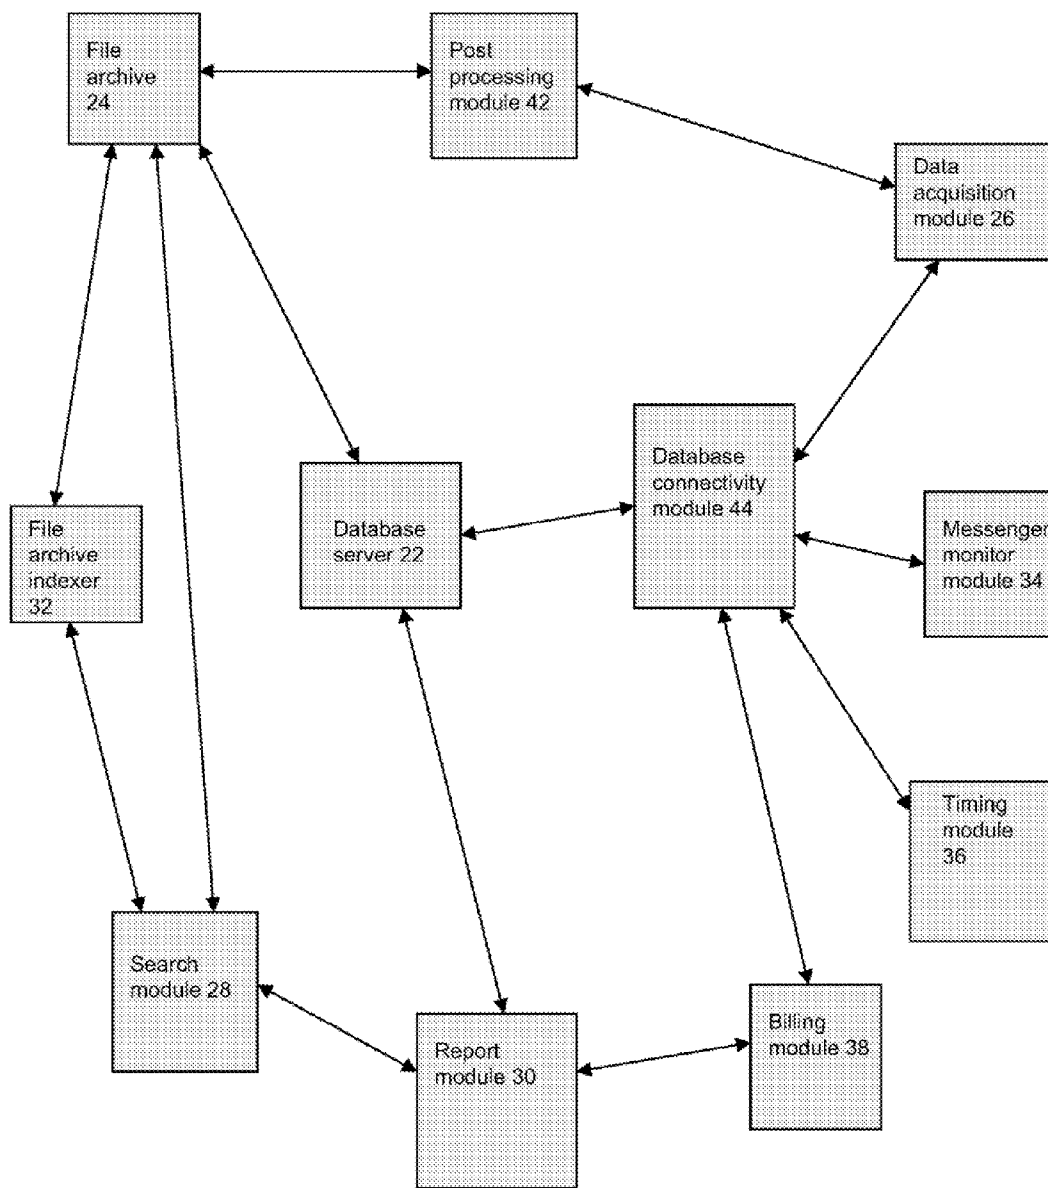 File
archive
24
Post
processing
module 42
Data
acquisition
module 26
Database
connectivity
module 44
Database
server 22
Messenger
monitor
module 34
File
archive
indexer
32
Timing
module
36
Search
module 28
Report
module 30
Billing
module 38